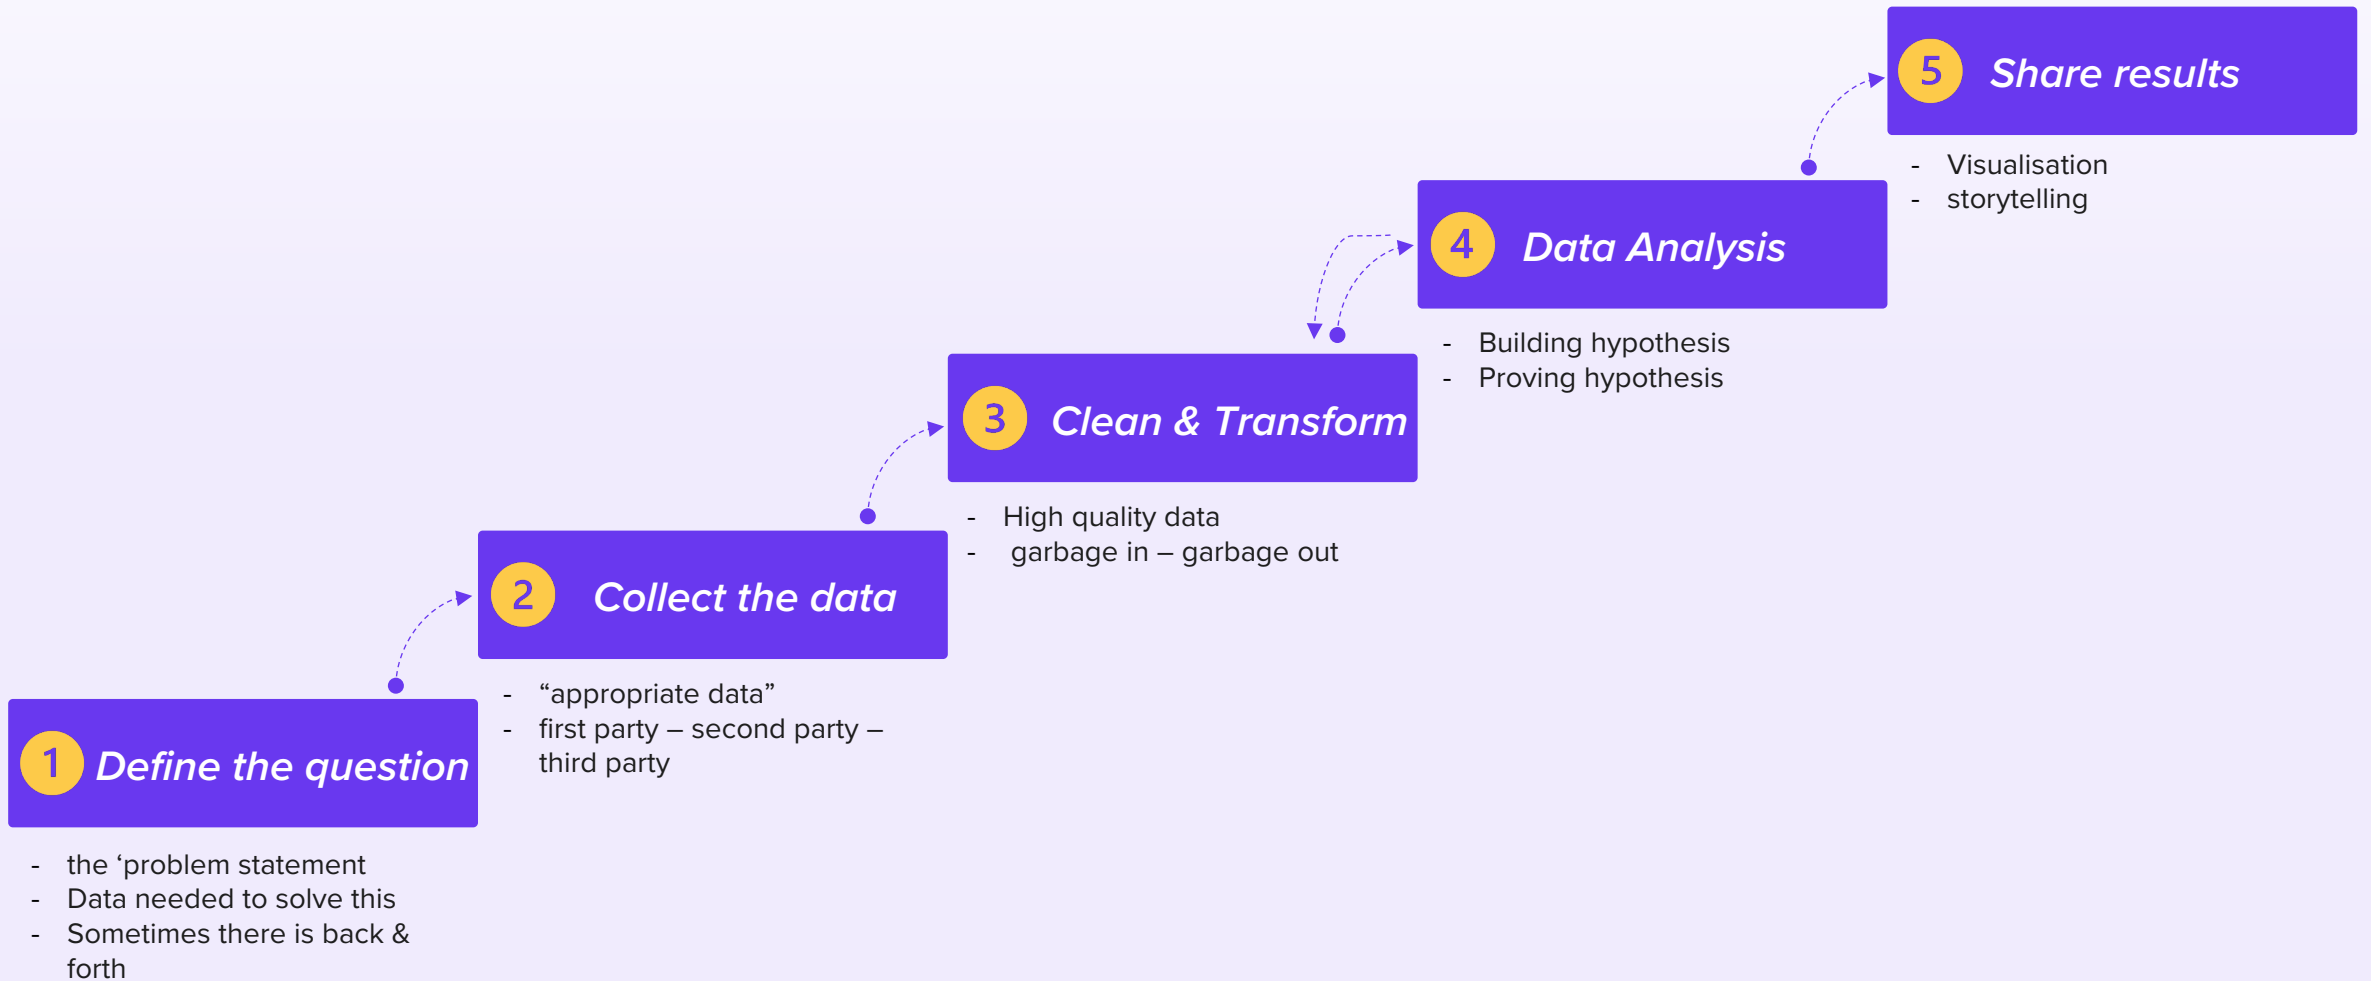 1 Define the question
- the ‘problem statement
- Data needed to solve this
- Sometimes there is back &
forth
2 Collect the data
- “appropriate data”
- first party – second party –
third party
3 Clean & Transform
- High quality data
- garbage in – garbage out
4 Data Analysis
- Building hypothesis
- Proving hypothesis
5 Share results
- Visualisation
- storytelling